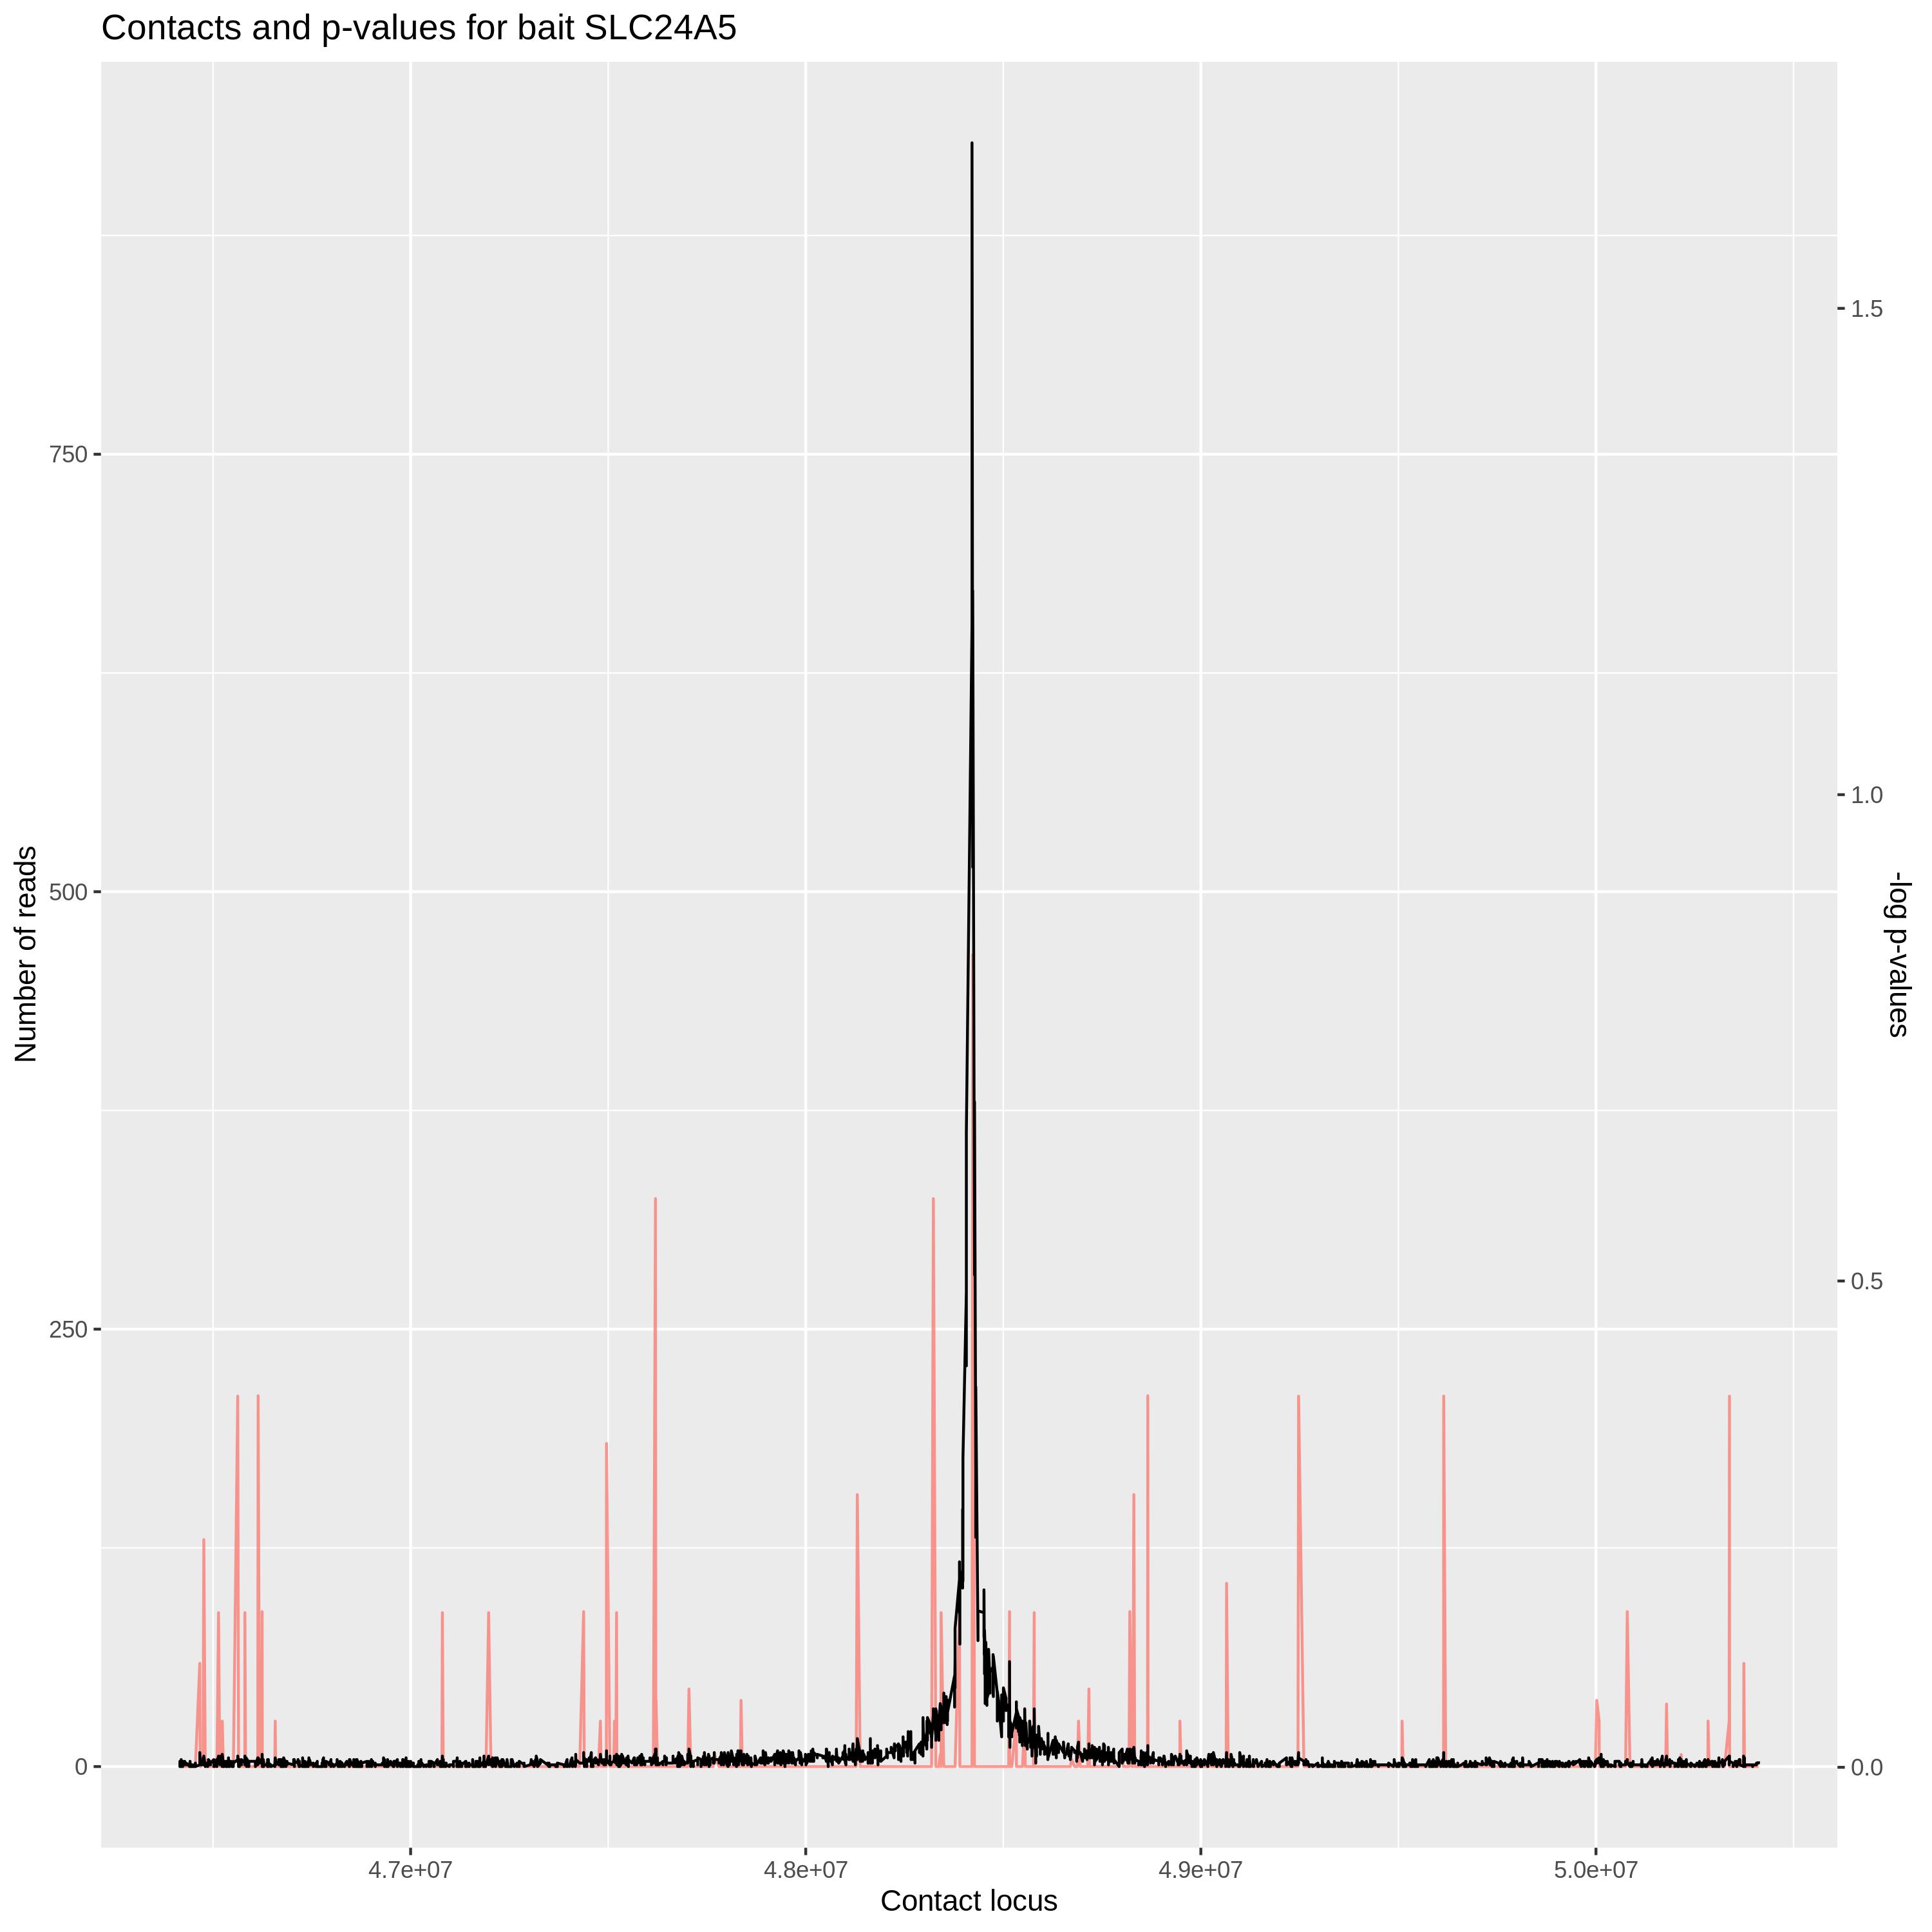 Contacts and p-values for bait SLC24A5
Number of reads
750
500
250
0
1.5
1.0
0.5
0.0
-log p-values
4.7e+07
4.8e+07
4.9e+07
5.0e+07
Contact locus